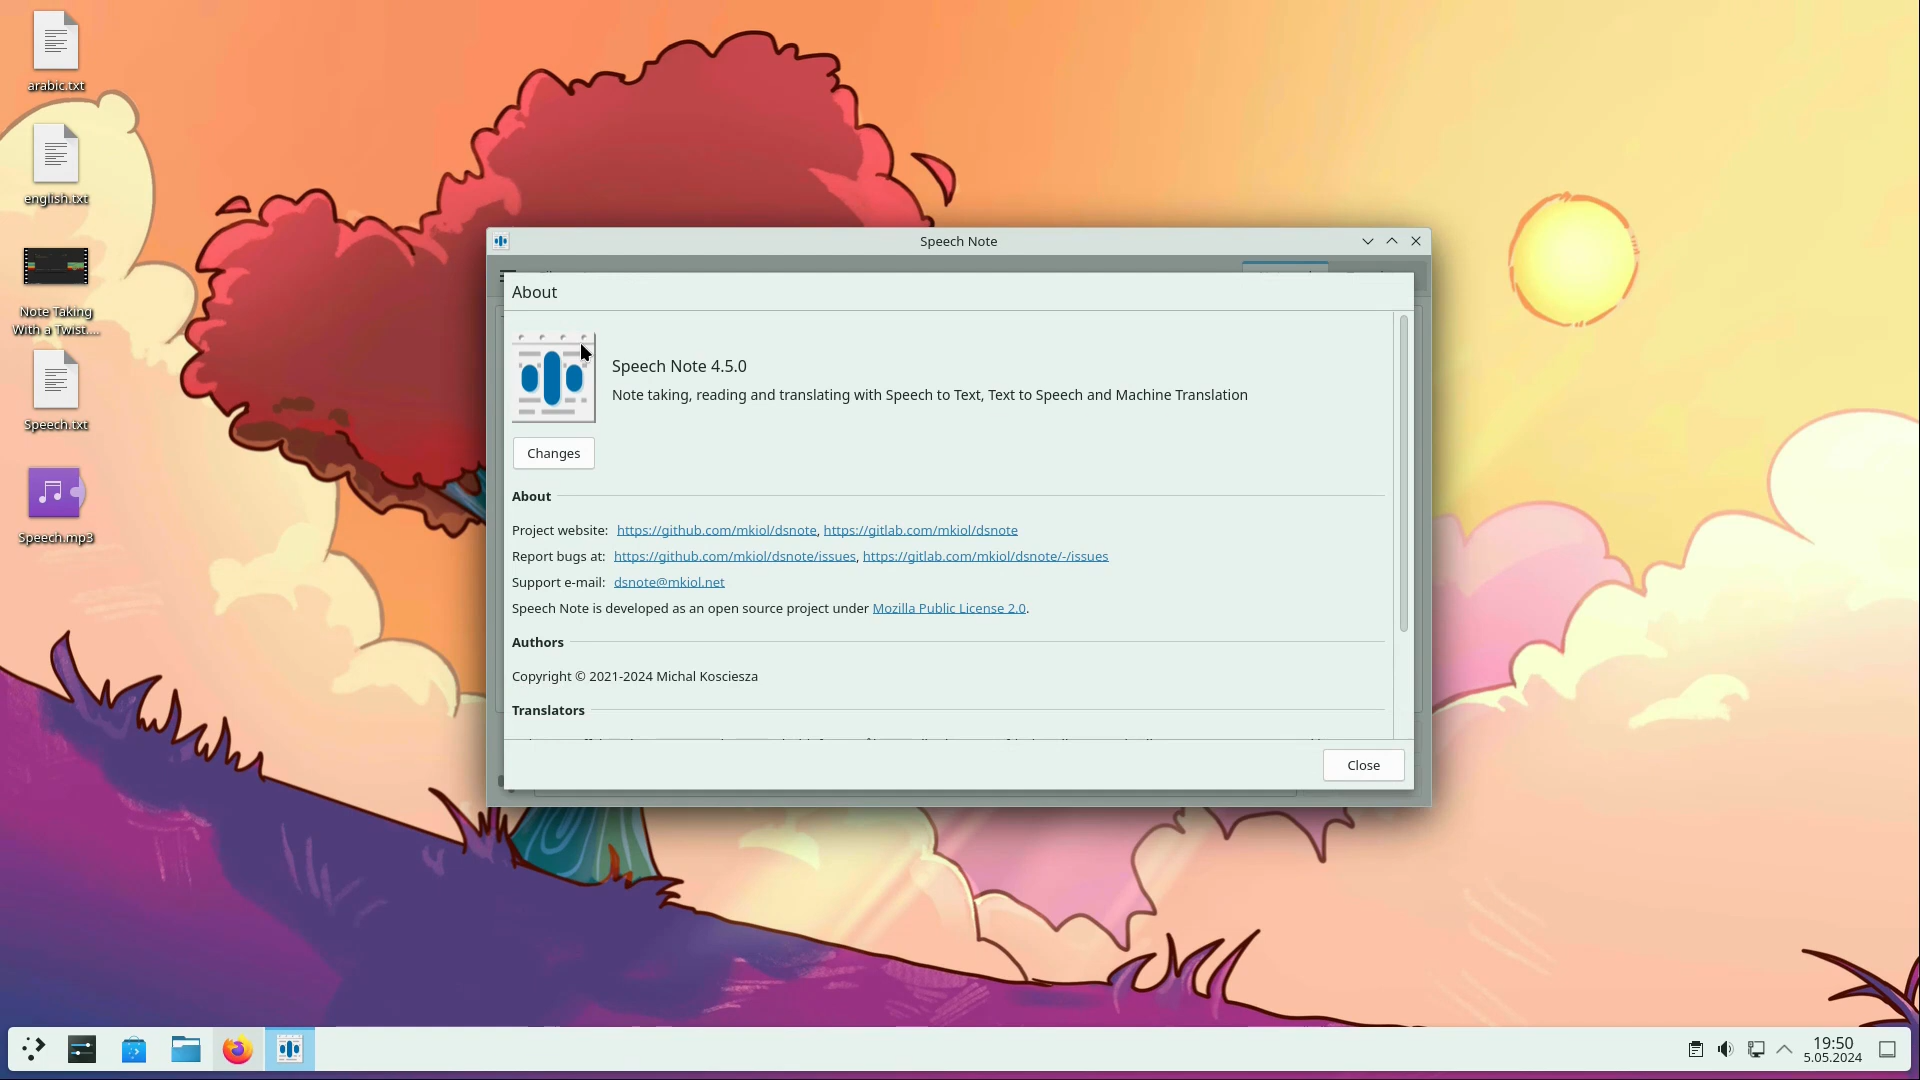 arabic.txt
english.txt
Note Taking
With a Twist....
Speech.txt
Speech.mp3
Speech Note
About
Speech Note 4.5.0
Note taking, reading and translating with Speech to Text, Text to Speech and Machine Translation
Changes
About
Project website: https://github.com/mkiol/dsnote, https://gitlab.com/mkiol/dsnote
Report bugs at: https://github.com/mkiol/dsnote/issues, https://gitlab.com/mkiol/dsnote/-/issues
Support e-mail: dsnote@mkiol.net
Speech Note is developed as an open source project under Mozilla Public License 2.0.
Authors
Copyright © 2021-2024 Michal Kosciesza
Translators
Close
19:50
5.05.2024